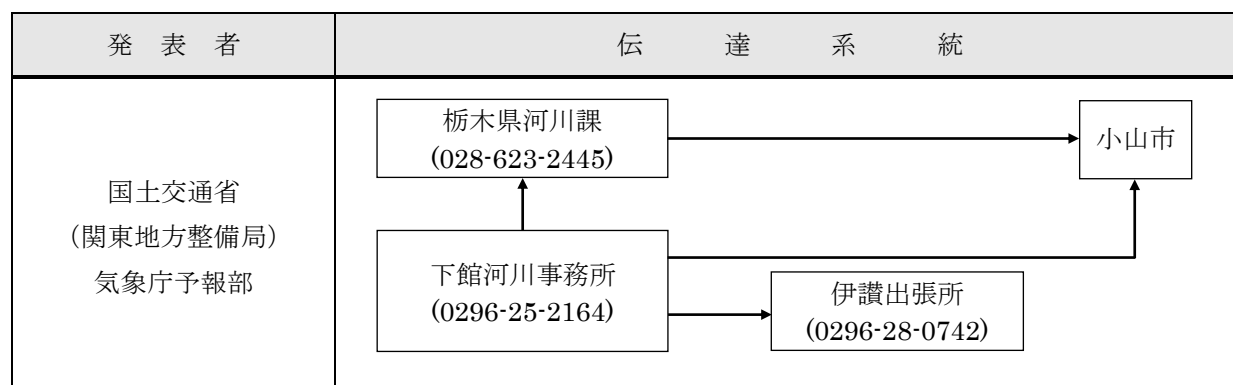 発 表 者
伝 達 系 統
国土交通省
（関東地方整備局）
気象庁予報部
栃木県河川課
(028-623-2445)
小山市
下館河川事務所
(0296-25-2164)
伊讃出張所
(0296-28-0742)